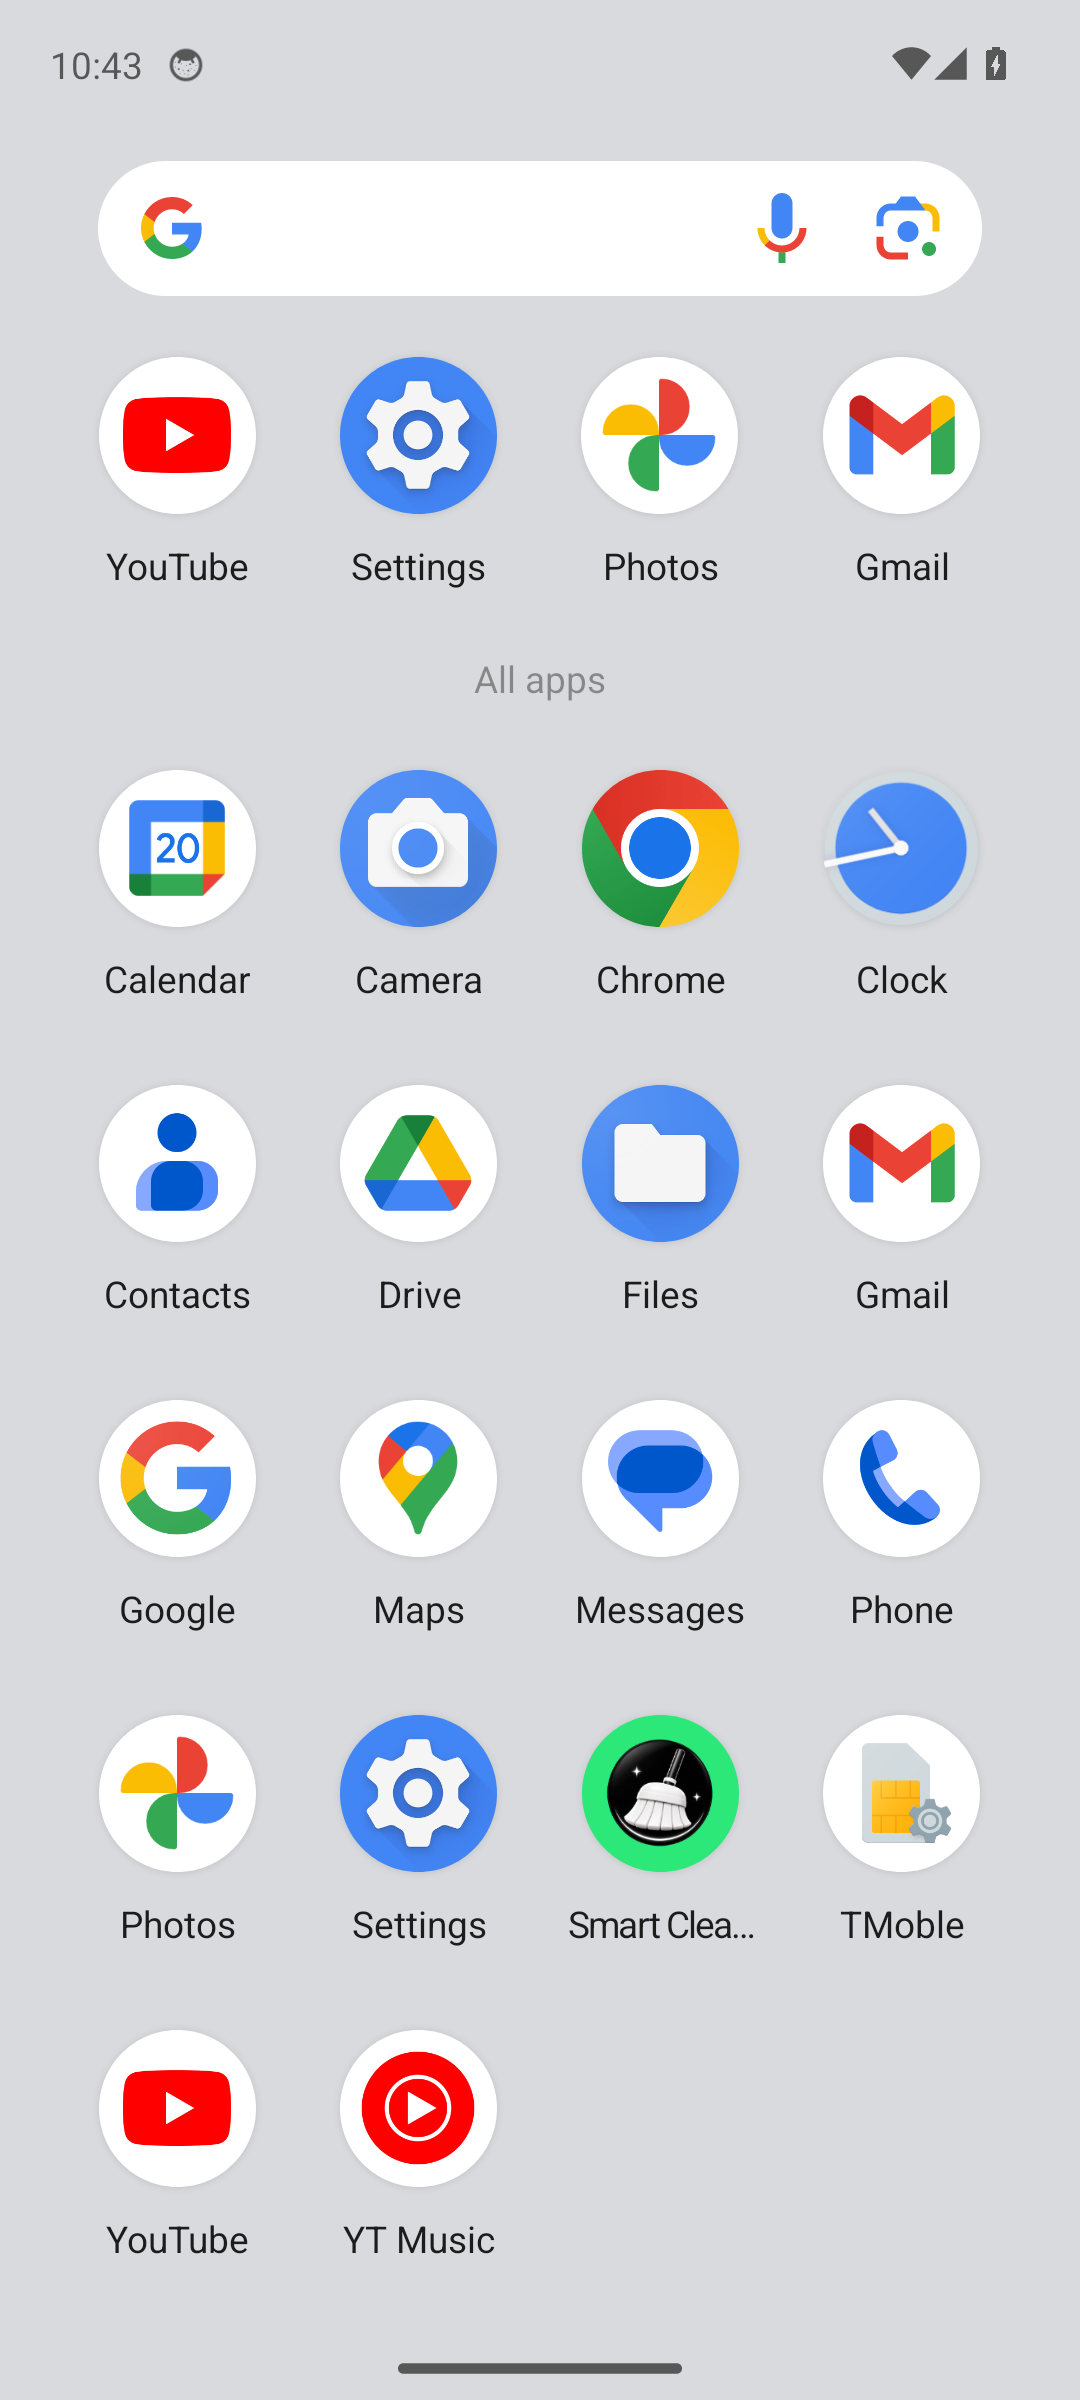 10:43
YouTube Settings Photos Gmail
All apps
20
Calendar Camera Chrome Clock
Contacts Drive Files Gmail
Google Maps Messages Phone
Photos Settings Smart Clea... TMoble
YouTube YT Music